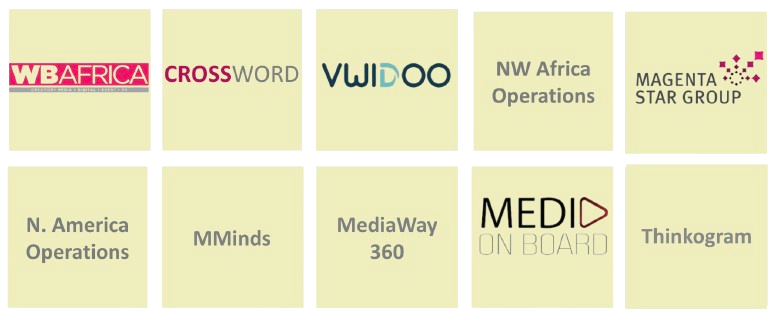 WBAFRICA
CROSSWORD
VWIDOO
NW Africa
Operations
MAGENTA
STAR GROUP
N. America
Operations
MMinds
MediaWay
360
MEDIA
ON BOARD
Thinkogram